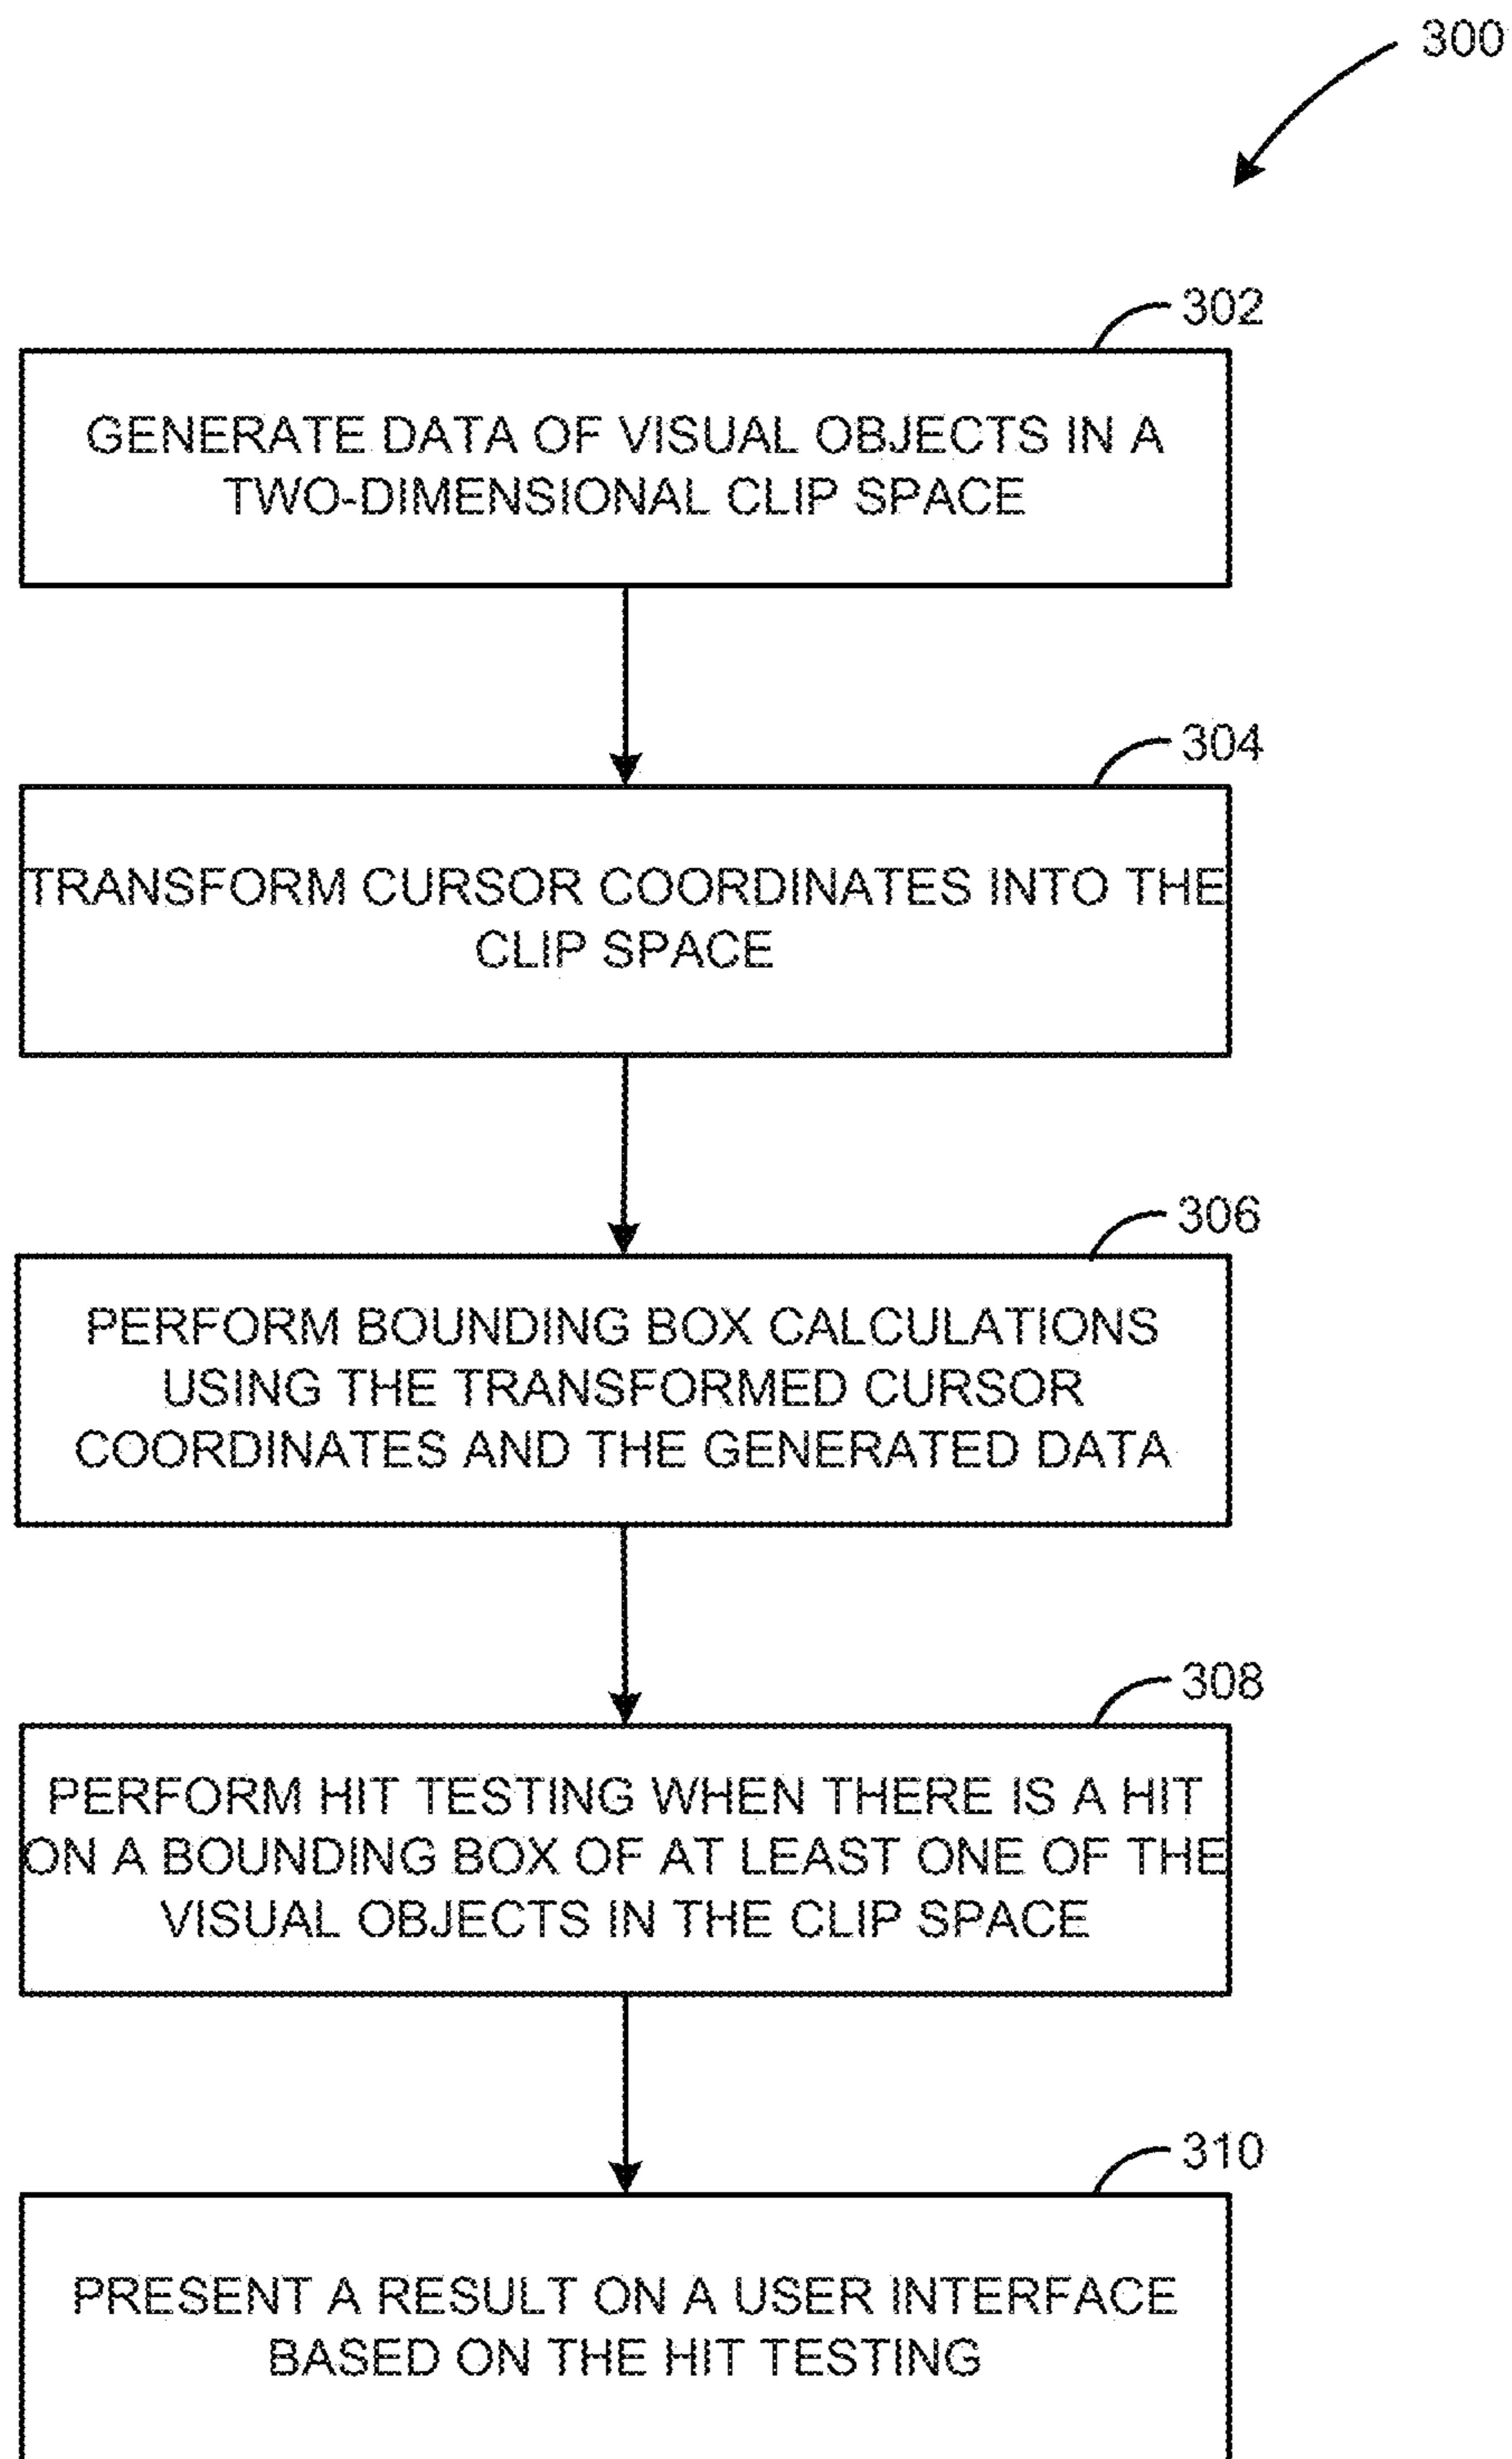 300
302
GENERATE DATA OF VISUAL OBJECTS IN A
TWO-DIMENSIONAL CLIP SPACE
304
TRANSFORM CURSOR COORDINATES INTO THE
CLIP SPACE
306
PERFORM BOUNDING BOX CALCULATIONS
USING THE TRANSFORMED CURSOR
COORDINATES AND THE GENERATED DATA
308
PERFORM HIT TESTING WHEN THERE IS A HIT
ON A BOUNDING BOX OF AT LEAST ONE OF THE
VISUAL OBJECTS IN THE CLIP SPACE
310
PRESENT A RESULT ON A USER INTERFACE
BASED ON THE HIT TESTING